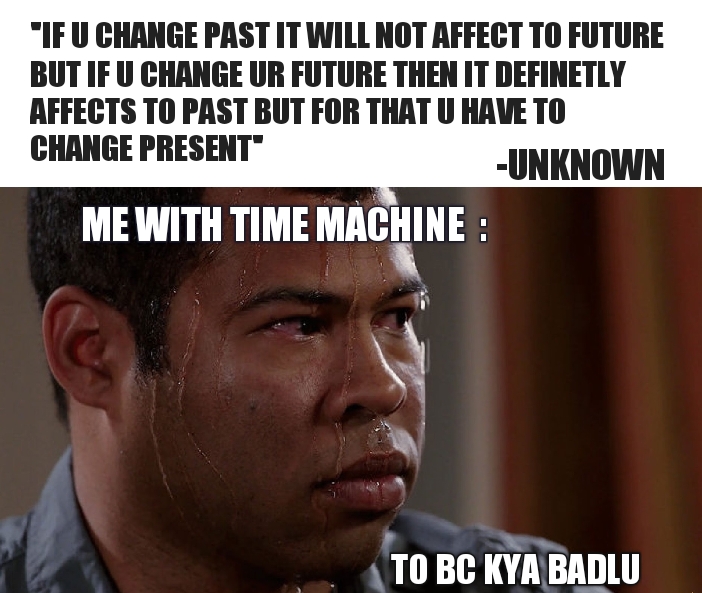 "IF U CHANGE PAST IT WILL NOT AFFECT TO FUTURE
BUT IF U CHANGE UR FUTURE THEN IT DEFINETLY
AFFECTS TO PAST BUT FOR THAT U HAVE TO
CHANGE PRESENT"
-UNKNOWN
ME WITH TIME MACHINE :
TO BC KYA BADLU